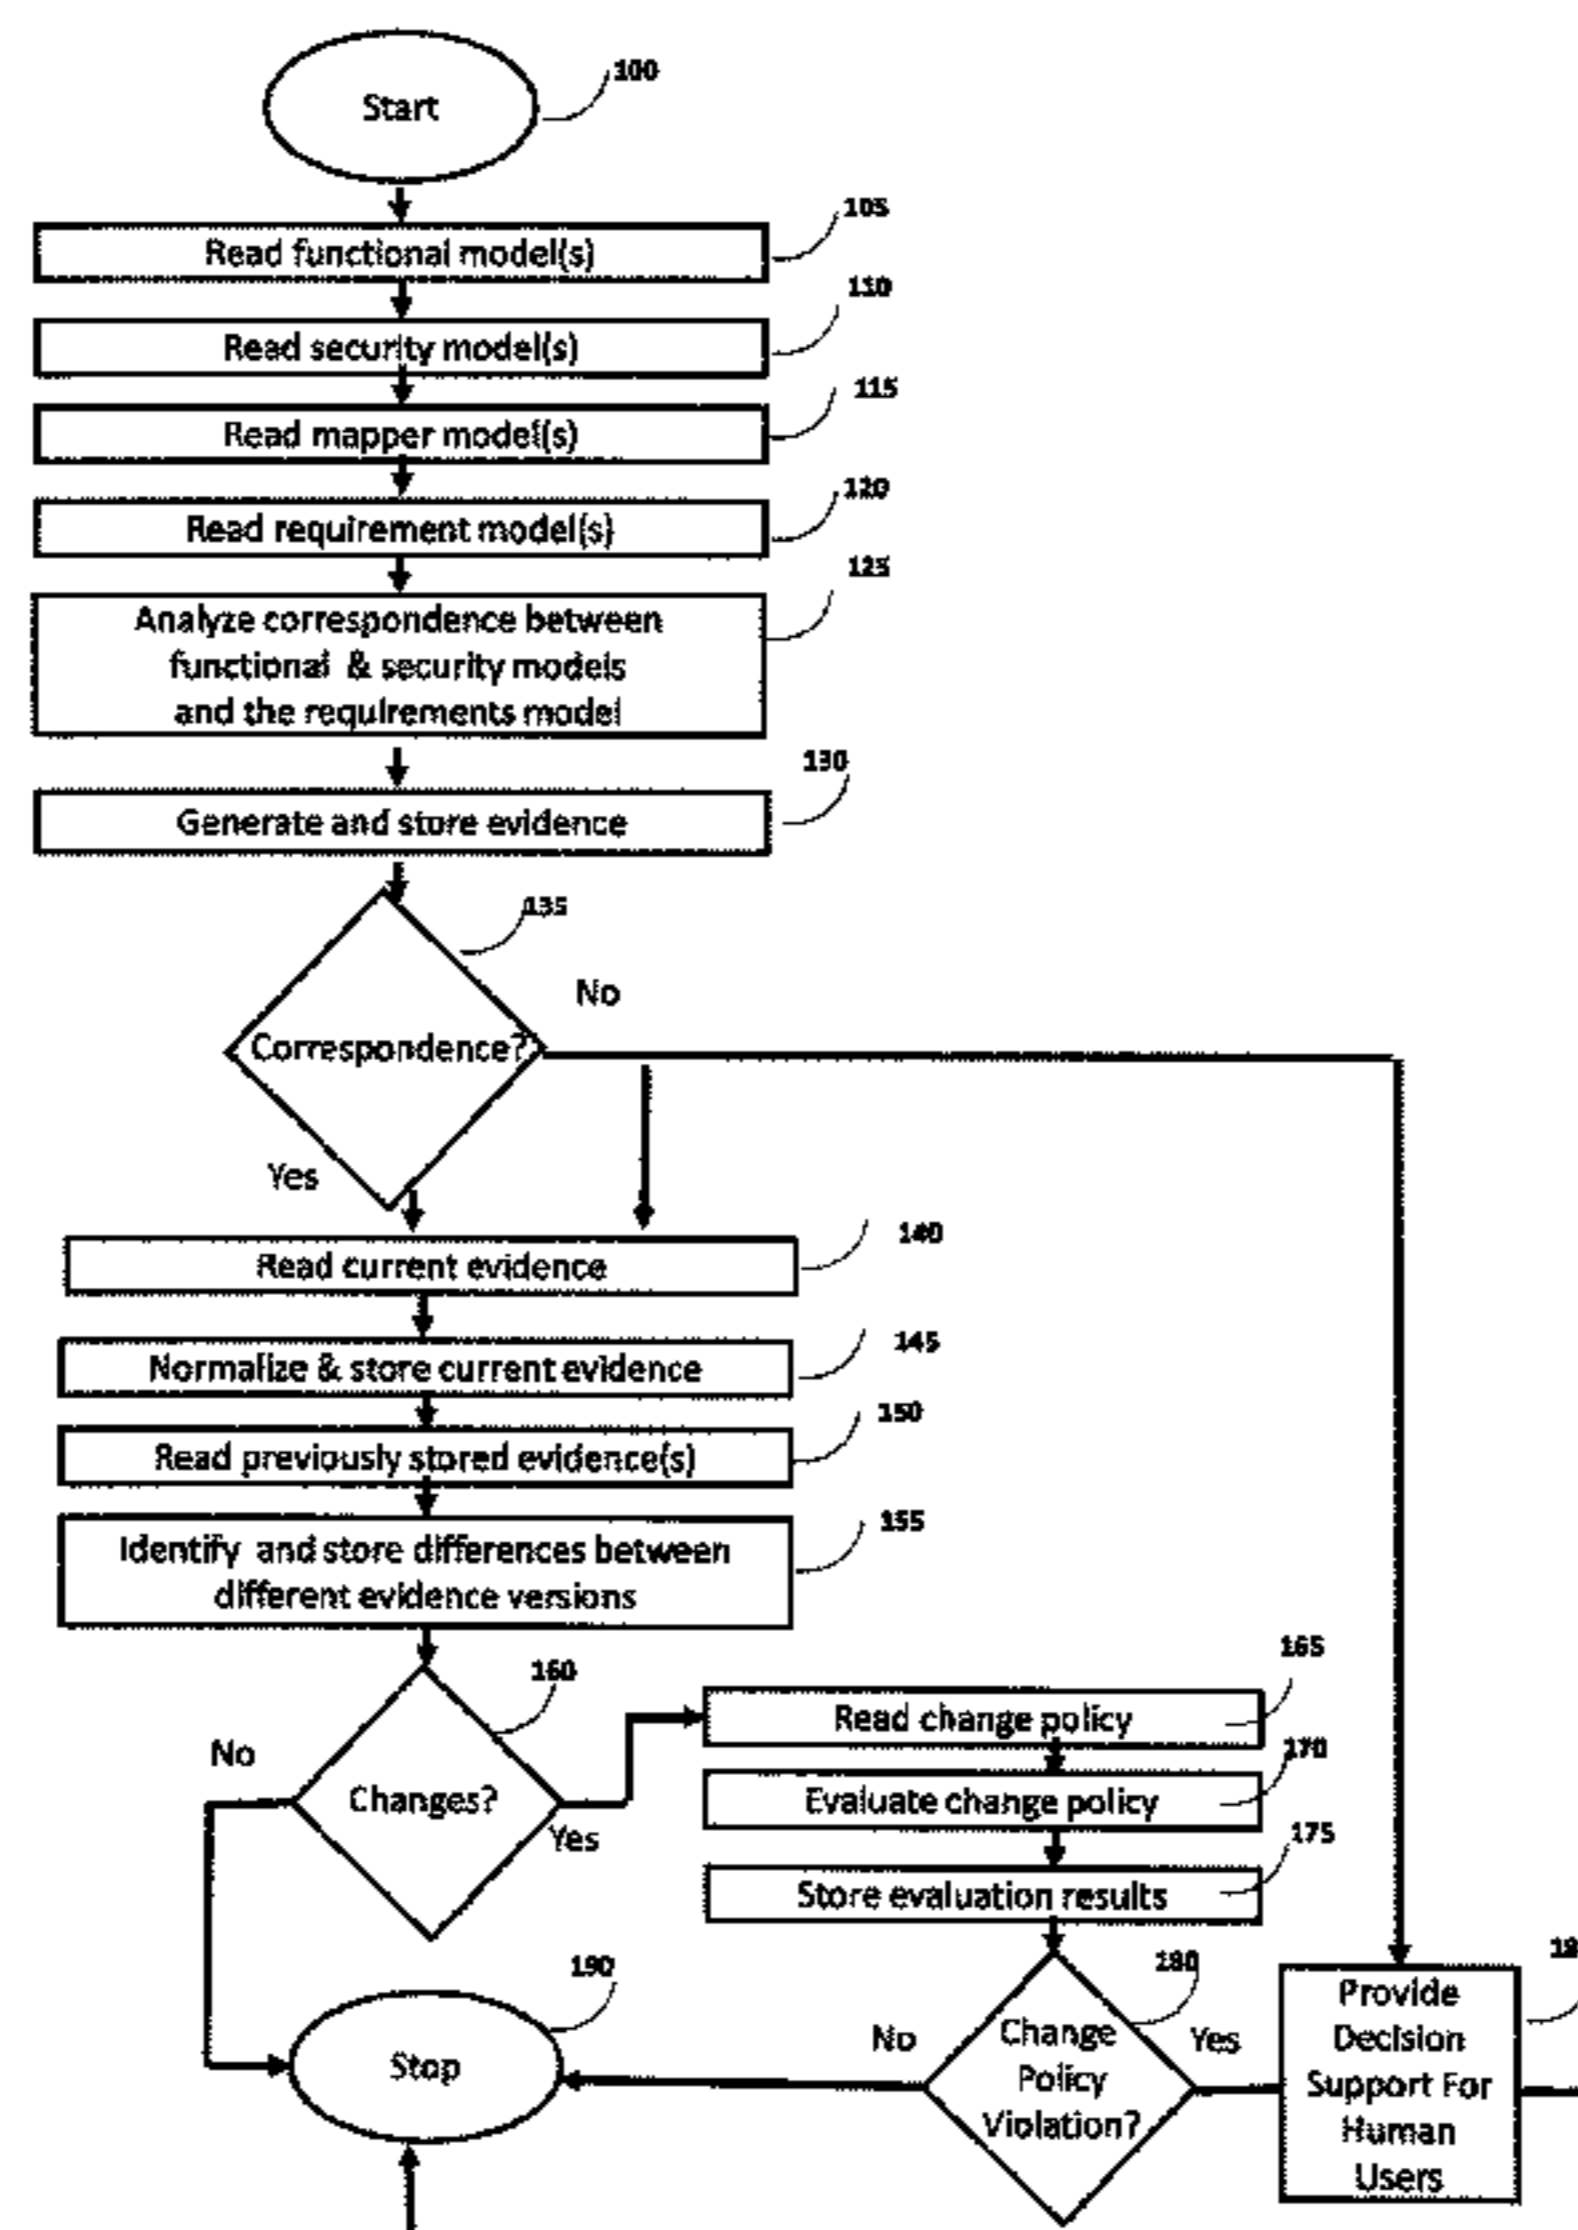 Start
100
Read functional model(s)
105
Read security model(s)
110
Read mapper model(s)
115
Read requirement model(s)
120
Analyze correspondence between
functional & security models
and the requirements model
125
Generate and store evidence
130
Correspondence?
135
No
Yes
Read current evidence
140
Normalize & store current evidence
145
Read previously stored evidence(s)
150
Identify and store differences between
different evidence versions
155
Changes?
160
No
Yes
Read change policy
165
Evaluate change policy
170
Store evaluation results
175
Change
Policy
Violation?
180
No
Yes
Provide
Decision
Support For
Human
Users
Stop
190